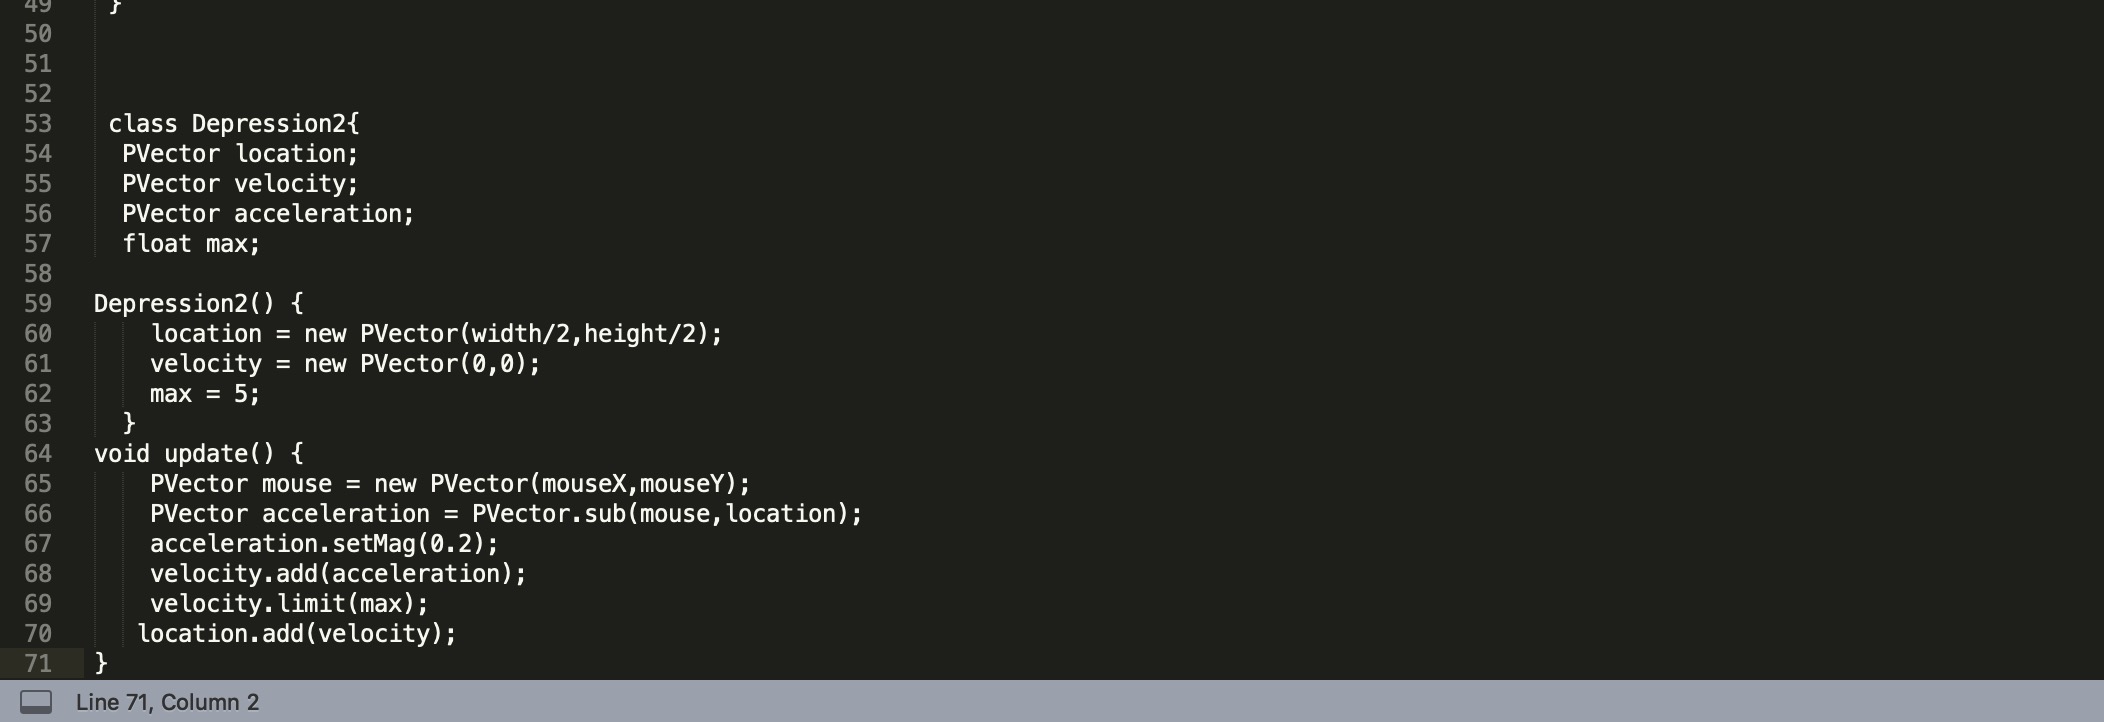 49 }
50
51
52
53 class Depression2{
54 PVector location;
55 PVector velocity;
56 PVector acceleration;
57 float max;
58
59 Depression2() {
60 location = new PVector(width/2,height/2);
61 velocity = new PVector(0,0);
62 max = 5;
63 }
64 void update() {
65 PVector mouse = new PVector(mouseX,mouseY);
66 PVector acceleration = PVector.sub(mouse,location);
67 acceleration.setMag(0.2);
68 velocity.add(acceleration);
69 velocity.limit(max);
70 location.add(velocity);
71 }
Line 71, Column 2